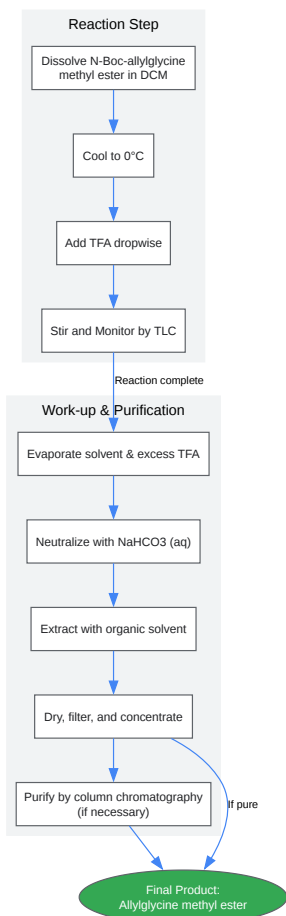 Reaction Step
Dissolve N-Boc-allylglycine
methyl ester in DCM
Cool to 0°C
Add TFA dropwise
Stir and Monitor by TLC
Reaction complete
Work-up & Purification
Evaporate solvent & excess TFA
Neutralize with NaHCO3 (aq)
Extract with organic solvent
Dry, filter, and concentrate
If pure
Purify by column chromatography
(if necessary)
Final Product:
Allylglycine methyl ester